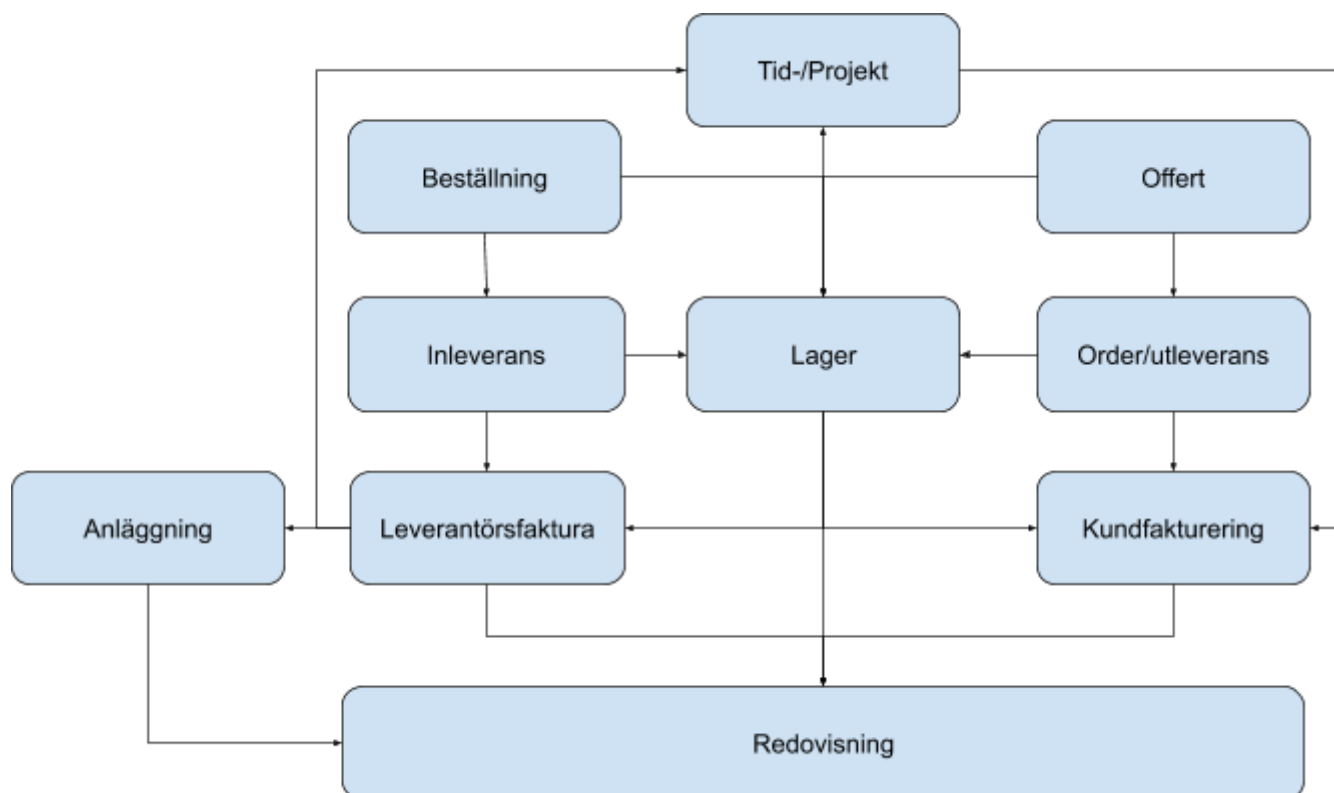 Tid-/Projekt
Beställning
Offert
Inleverans
Lager
Order/utleverans
Anläggning
Leverantörsfaktura
Kundfakturering
Redovisning